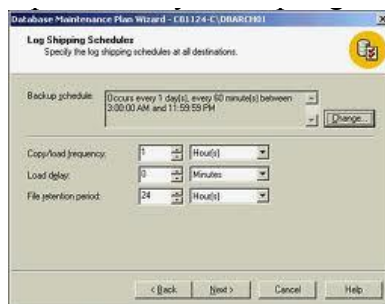 Database Maintenance Plan Wizard - CB1124-C\DBARCH01
Log Shipping Schedules
Specify the log shipping schedules at all destinations.
Backup schedule:
Occurs every 1 day(s), every 60 minute(s) between
3:00:00 AM and 11:59:59 PM
Change...
Copy/load frequency: 1 Hour(s)
Load delay: 0 Minutes
File retention period: 24 Hour(s)
< Back Next > Cancel Help